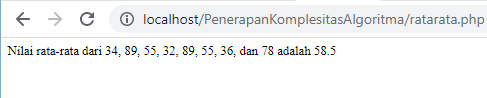 localhost/PenerapanKomplesitasAlgoritma/ratarata.php
Nilai rata-rata dari 34, 89, 55, 32, 89, 55, 36, dan 78 adalah 58.5